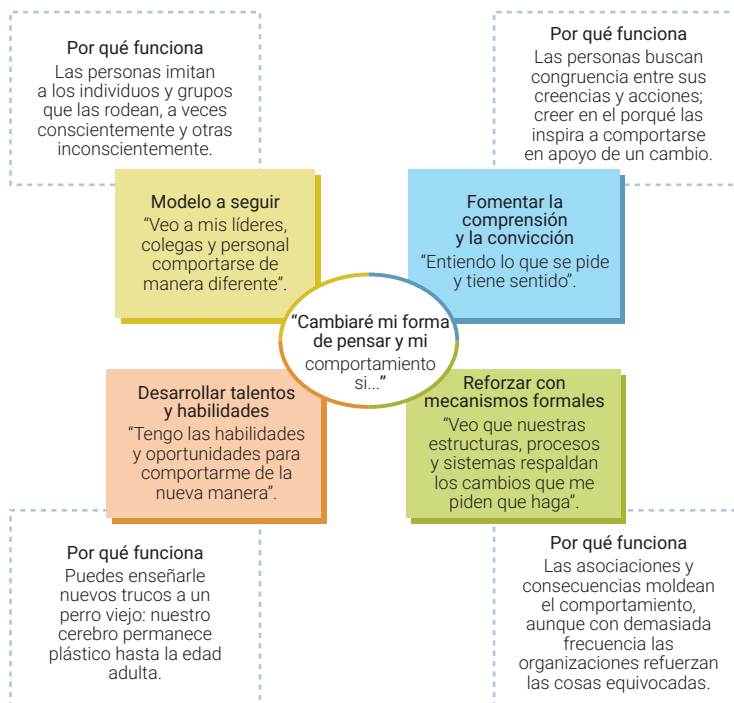 Por qué funciona
Las personas imitan
a los individuos y grupos
que las rodean, a veces
conscientemente y otras
inconscientemente.
Por qué funciona
Las personas buscan
congruencia entre sus
creencias y acciones;
creer en el porqué las
inspira a comportarse
en apoyo de un cambio.
Modelo a seguir
“Veo a mis líderes,
colegas y personal
comportarse de
manera diferente”.
Fomentar la
comprensión
y la convicción
“Entiendo lo que se pide
y tiene sentido”.
“Cambiaré mi forma
de pensar y mi
comportamiento
si...”
Desarrollar talentos
y habilidades
“Tengo las habilidades
y oportunidades para
comportarme de la
nueva manera”.
Reforzar con
mecanismos formales
“Veo que nuestras
estructuras, procesos
y sistemas respaldan
los cambios que me
piden que haga”.
Por qué funciona
Puedes enseñarle
nuevos trucos a un
perro viejo: nuestro
cerebro permanece
plástico hasta la edad
adulta.
Por qué funciona
Las asociaciones y
consecuencias moldean
el comportamiento,
aunque con demasiada
frecuencia las
organizaciones refuerzan
las cosas equivocadas.